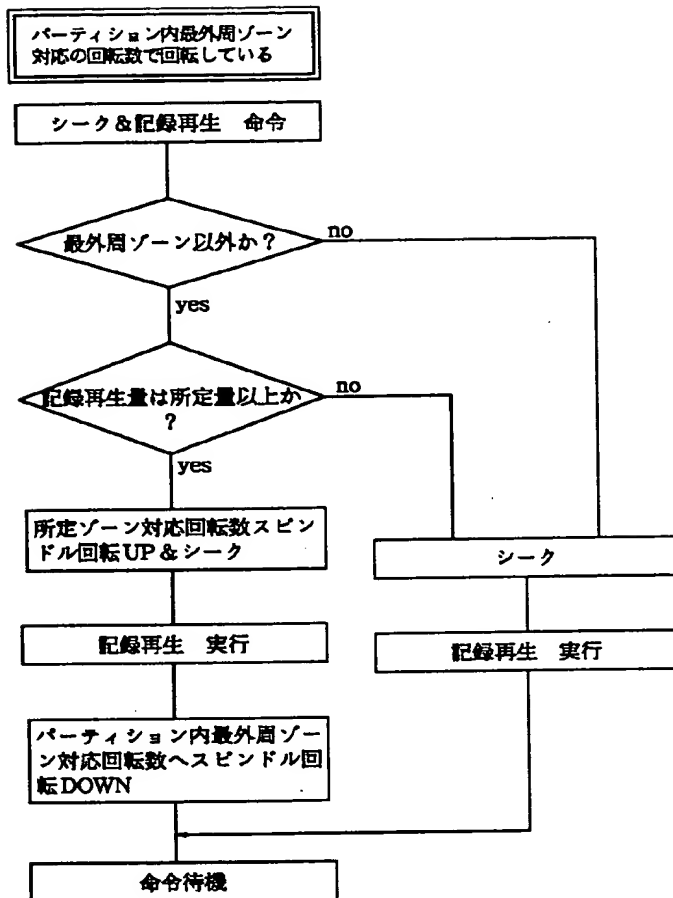 パーティション内最外周ゾーン
対応の回転数で回転している
シーク&記録再生 命令
最外周ゾーン以外か?
no
yes
記録再生量は所定量以上か
?
no
yes
所定ゾーン対応回転数スピン
ドル回転UP&シーク
シーク
記録再生 実行
記録再生 実行
パーティション内最外周ゾー
ン対応回転数へスピンドル回
転DOWN
命令待機